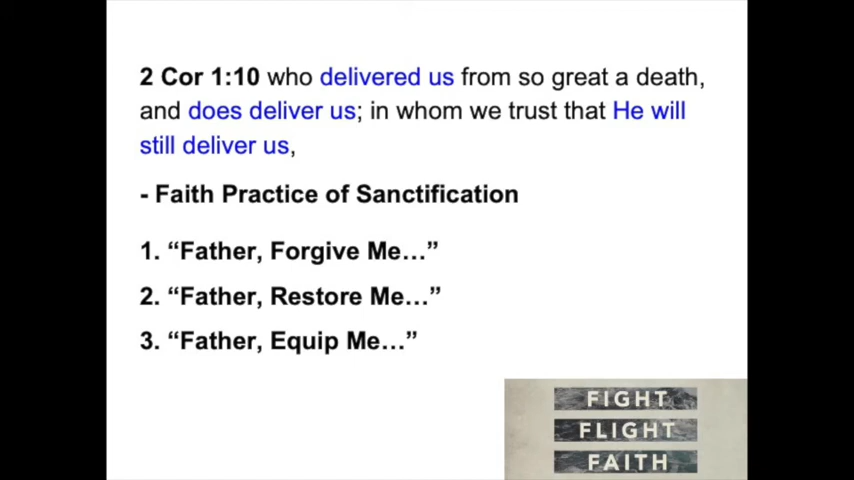 2 Cor 1:10 who delivered us from so great a death,
and does deliver us; in whom we trust that He will
still deliver us,
- Faith Practice of Sanctification
1. “Father, Forgive Me…”
2. “Father, Restore Me…”
3. “Father, Equip Me…”
FIGHT
FLIGHT
FAITH